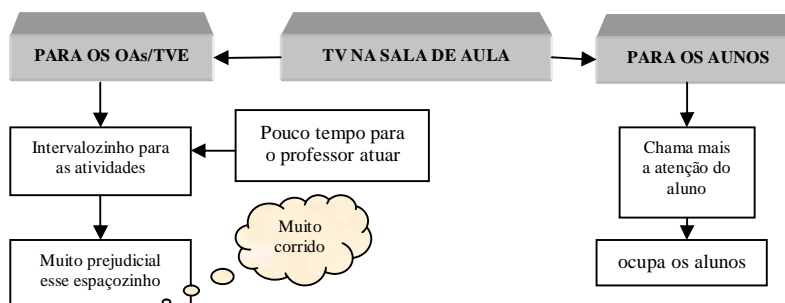 PARA OS OAs/TVE
TV NA SALA DE AULA
PARA OS AUNOS
Intervalozinho para
as atividades
Pouco tempo para
o professor atuar
Chama mais
a atenção do
aluno
Muito
corrido
Muito prejudicial
esse espaçozinho
ocupa os alunos